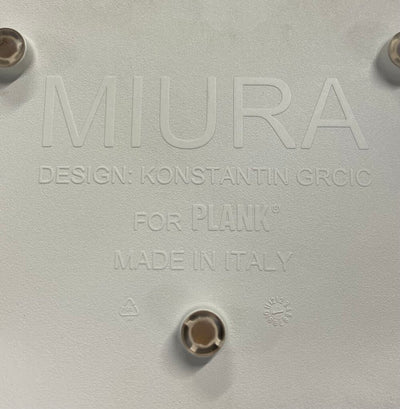 MIURA
DESIGN: KONSTANTIN GRCIC
FOR PLANK®
MADE IN ITALY